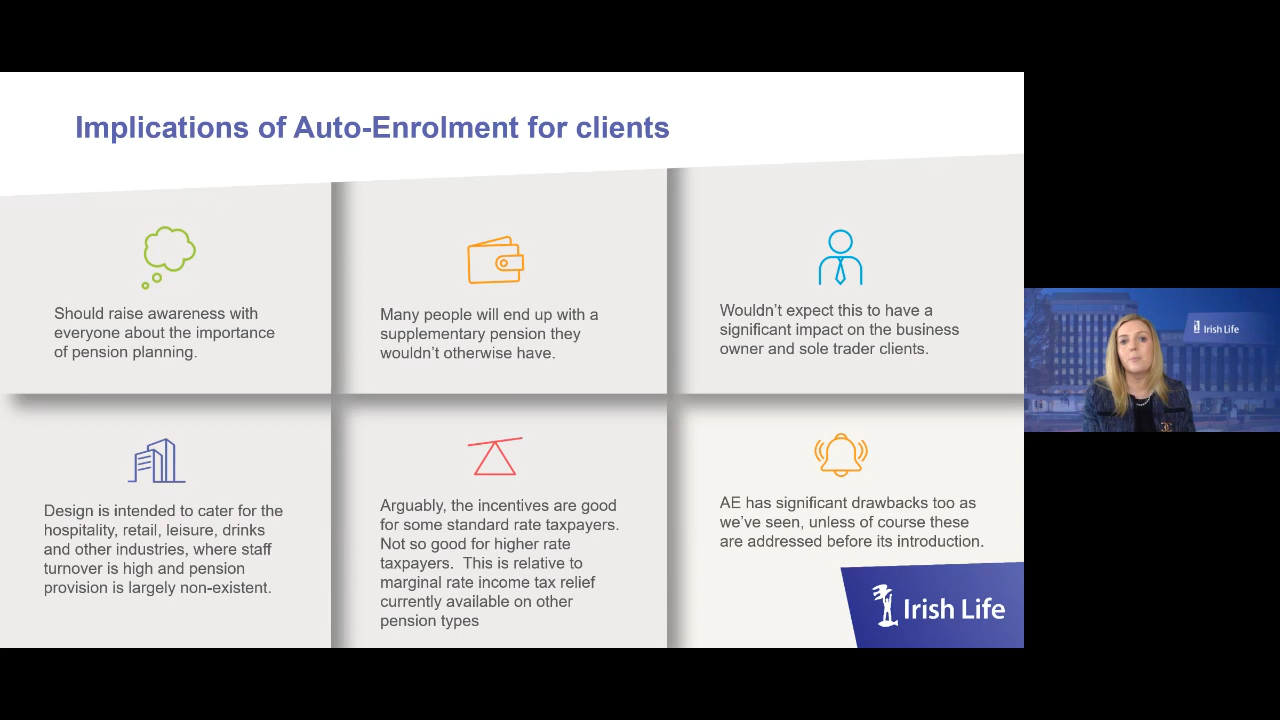 Implications of Auto-Enrolment for clients
Should raise awareness with
everyone about the importance
of pension planning.
Many people will end up with a
supplementary pension they
wouldn’t otherwise have.
Wouldn’t expect this to have a
significant impact on the business
owner and sole trader clients.
Irish Life
Design is intended to cater for the
hospitality, retail, leisure, drinks
and other industries, where staff
turnover is high and pension
provision is largely non-existent.
Arguably, the incentives are good
for some standard rate taxpayers.
Not so good for higher rate
taxpayers.  This is relative to
marginal rate income tax relief
currently available on other
pension types
AE has significant drawbacks too as
we’ve seen, unless of course these
are addressed before its introduction.
Irish Life